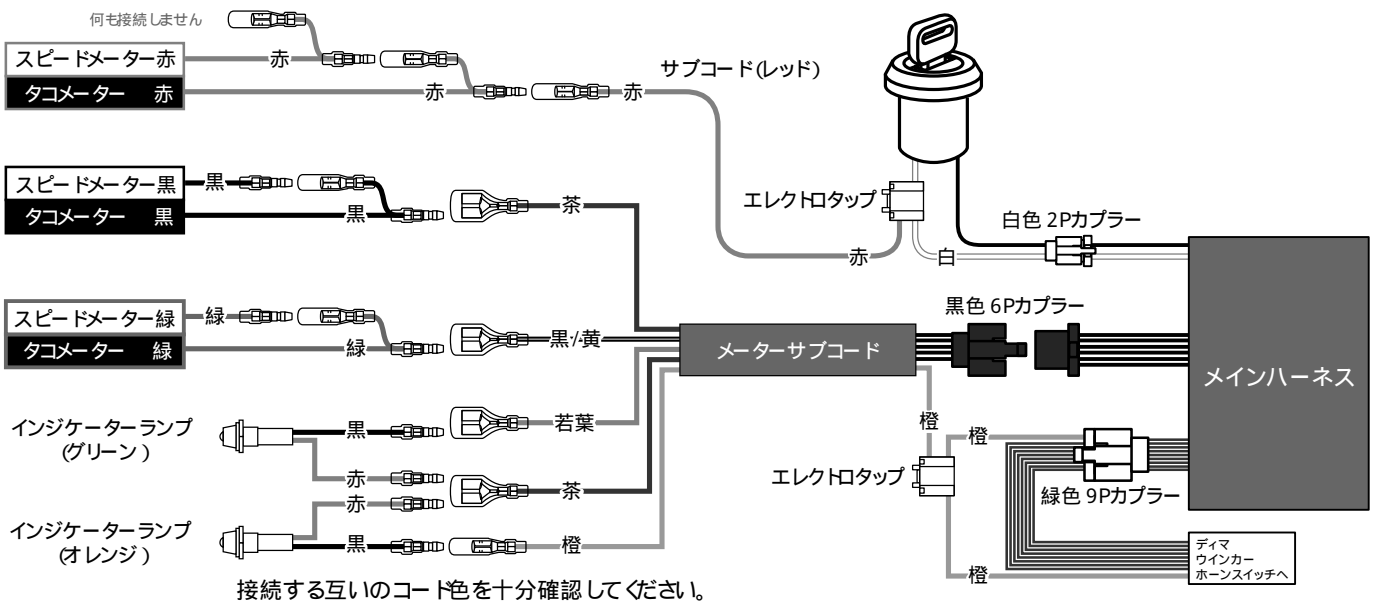 何も接続しません
スピードメーター赤
タコメーター 赤
赤
赤
赤
サブコード(レッド)
スピードメーター黒
タコメーター 黒
黒
黒
茶
エレクトロタップ
赤
白
白色 2Pカプラー
スピードメーター緑
タコメーター 緑
緑
緑
黒/黄
メーターサブコード
黒色 6Pカプラー
メインハーネス
インジケーターランプ
(グリーン)
黒
若葉
赤
茶
橙
橙
エレクトロタップ
緑色 9Pカプラー
インジケーターランプ
(オレンジ)
赤
黒
橙
橙
ディマ
ウインカー
ホーンスイッチへ
接続する互いのコード色を十分確認してください。